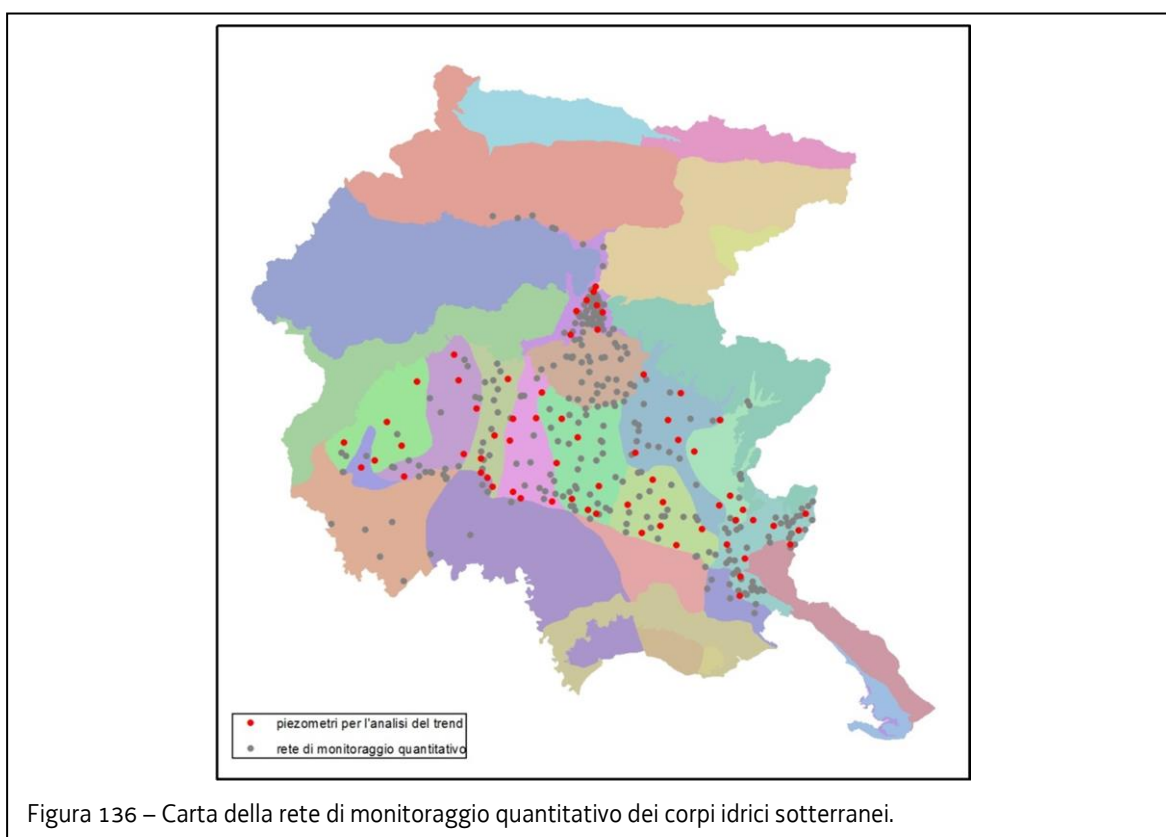 piezometri per l'analisi del trend
rete di monitoraggio quantitativo
Figura 136 – Carta della rete di monitoraggio quantitativo dei corpi idrici sotterranei.